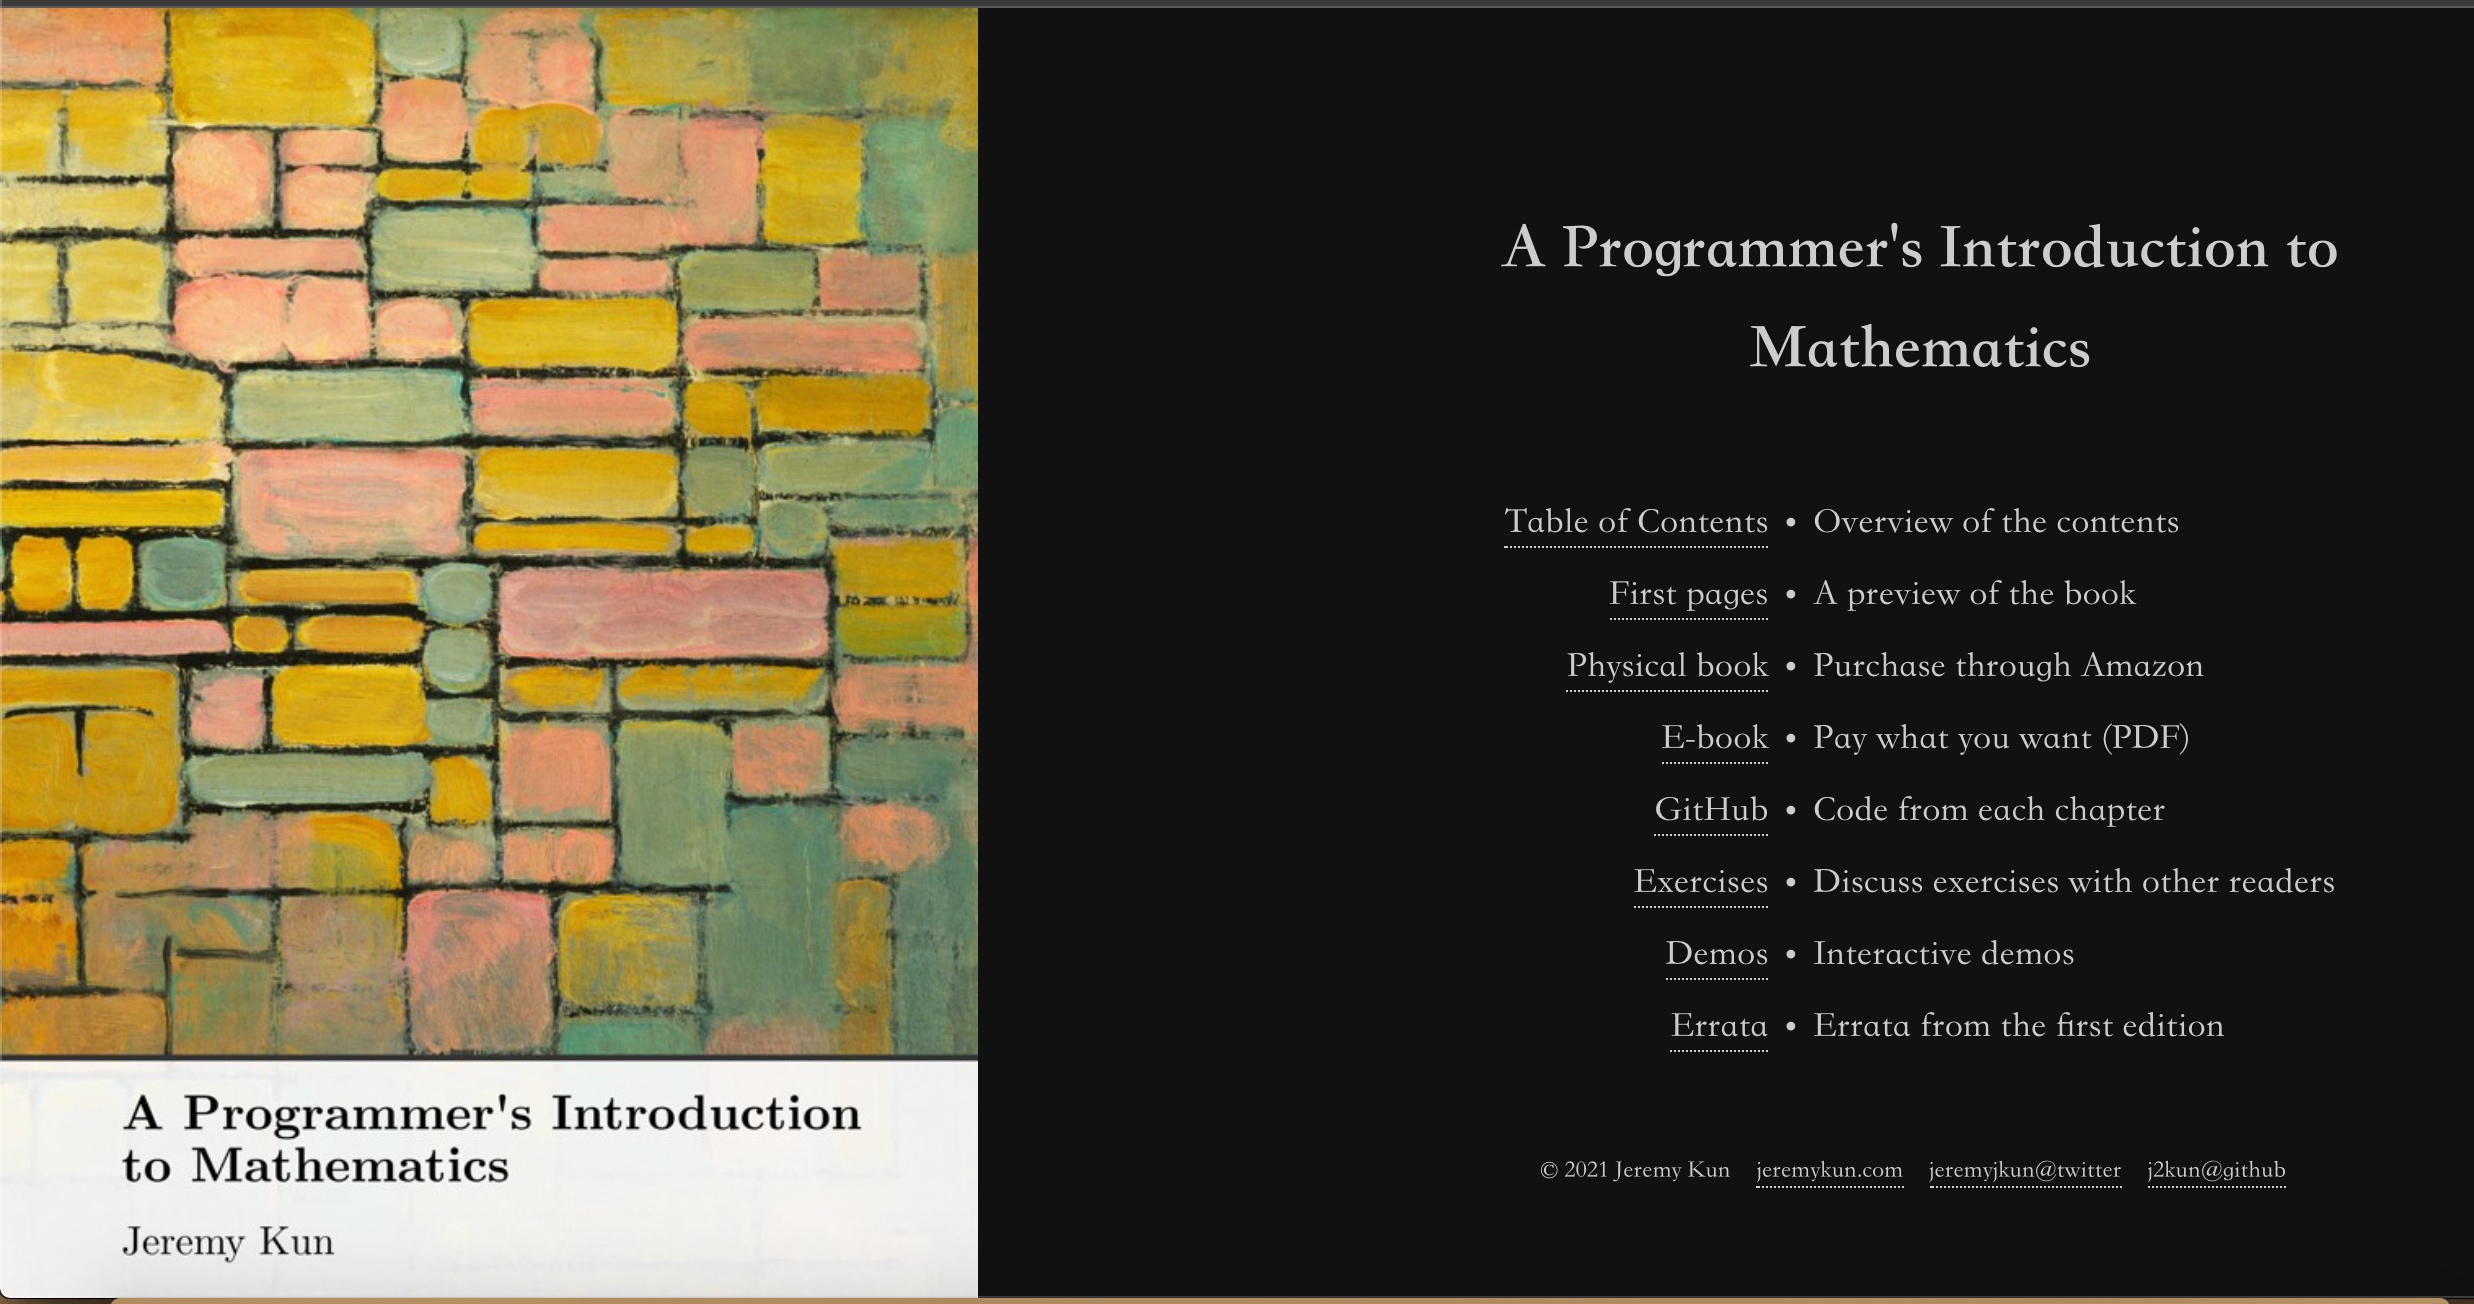 A Programmer's Introduction
to Mathematics
Jeremy Kun
A Programmer's Introduction to
Mathematics
Table of Contents • Overview of the contents
First pages • A preview of the book
Physical book • Purchase through Amazon
E-book • Pay what you want (PDF)
GitHub • Code from each chapter
Exercises • Discuss exercises with other readers
Demos • Interactive demos
Errata • Errata from the first edition
© 2021 Jeremy Kun jeremykun.com jeremyjkun@twitter j2kun@github